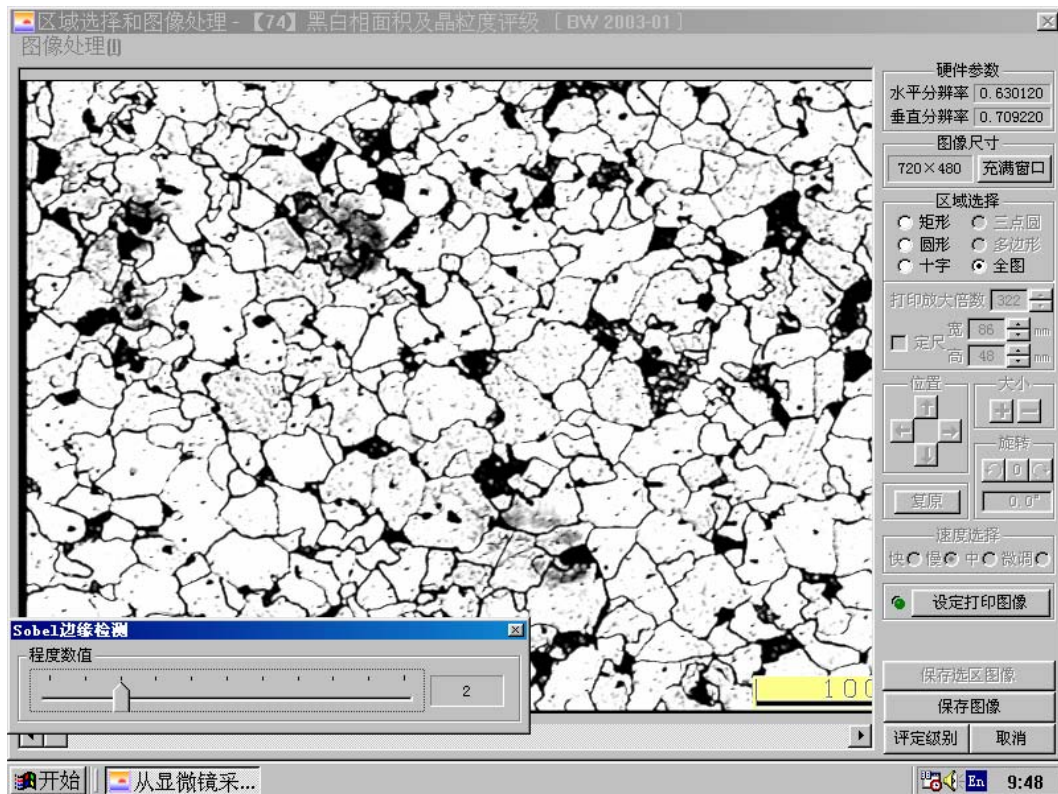 区域选择和图像处理 - 【74】黑白相面积及晶粒度评级 [ BW 2003-01 ]
图像处理(I)
硬件参数
水平分辨率 0.630120
垂直分辨率 0.709220
图像尺寸
720×480 充满窗口
区域选择
矩形 三点圆
圆形 多边形
十字 全图
打印放大倍数 322
定尺 宽 86 mm
高 48 mm
位置 大小
旋转
0
复原 0.0°
速度选择
快 慢 中 微调
设定打印图像
保存选区图像
保存图像
评定级别 取消
Sobel边缘检测
程度数值
2
100
开始 从显微镜采... En 9:48